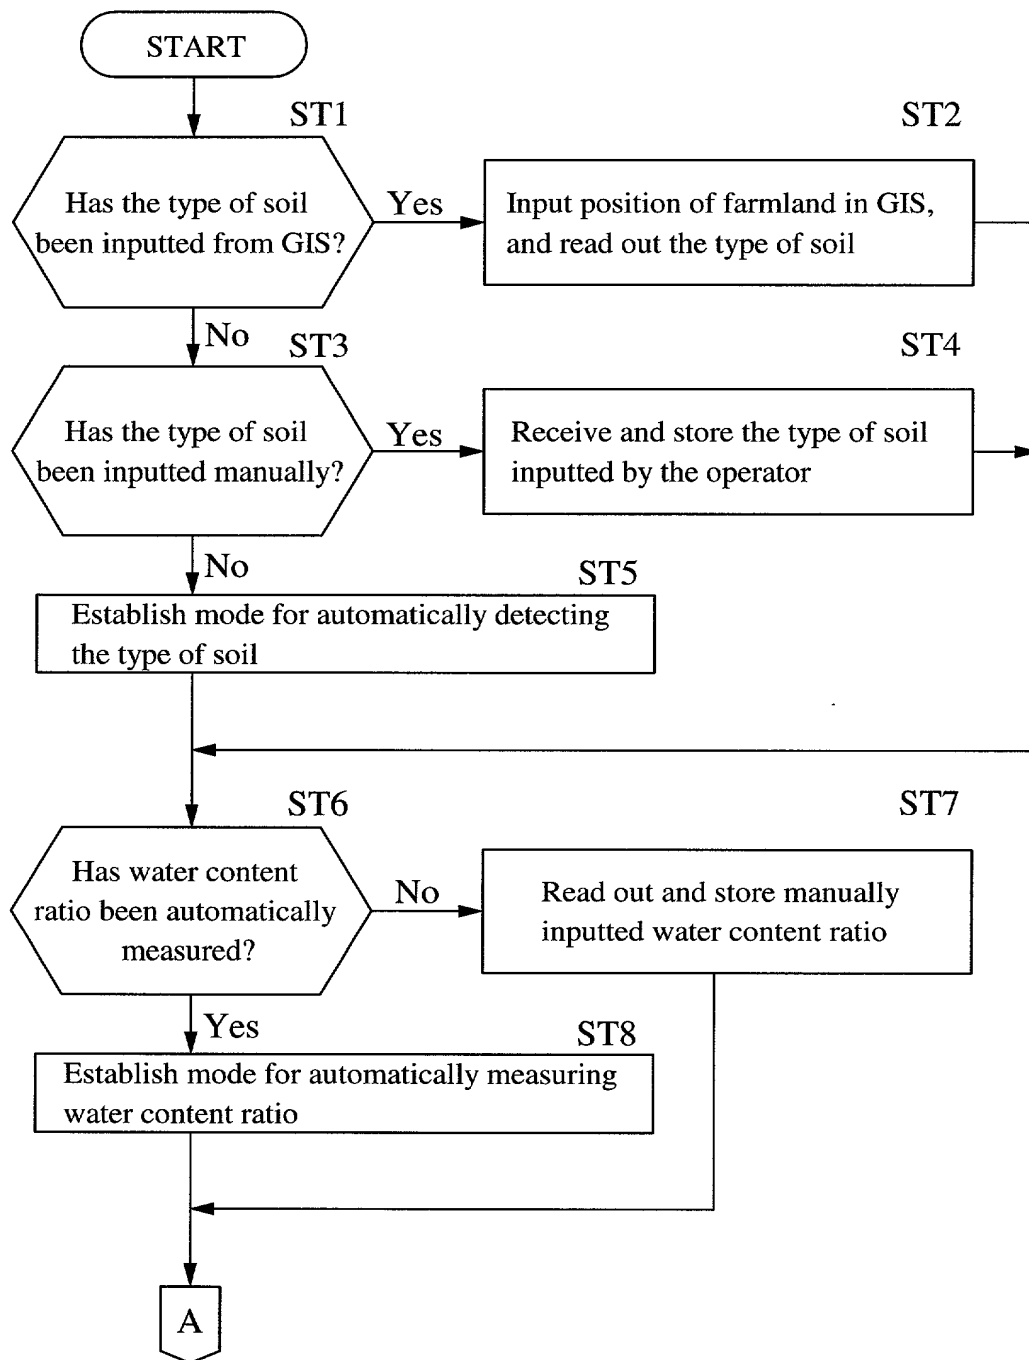 START
ST1
Has the type of soil
been inputted from GIS?
Yes
ST2
Input position of farmland in GIS,
and read out the type of soil
No
ST3
Has the type of soil
been inputted manually?
Yes
ST4
Receive and store the type of soil
inputted by the operator
No
ST5
Establish mode for automatically detecting
the type of soil
ST6
Has water content
ratio been automatically
measured?
No
ST7
Read out and store manually
inputted water content ratio
Yes
ST8
Establish mode for automatically measuring
water content ratio
A